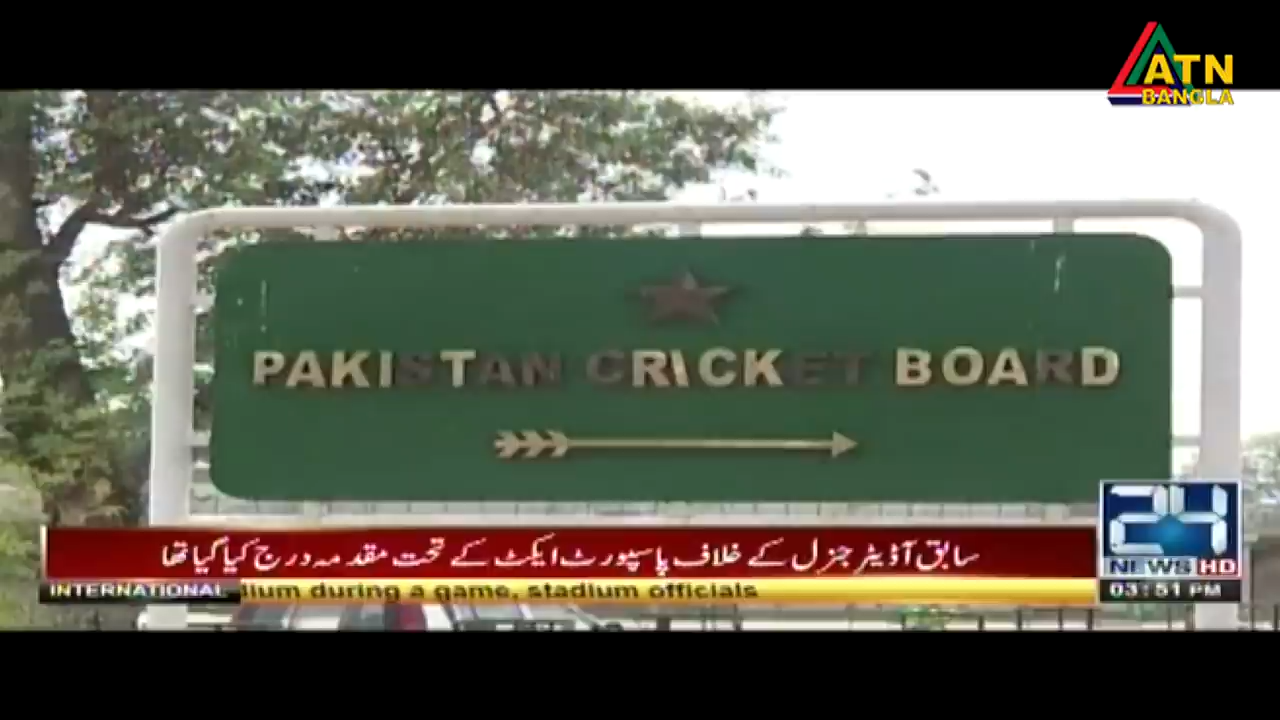 ATN
BANGLA
PAKISTAN CRICKET BOARD
24
NEWS HD
سابق آڈیٹر جنرل کے خلاف پاسپورٹ ایکٹ کے تحت مقدمہ درج کیا گیا تھا
INTERNATIONAL during a game, stadium officials
03:51 PM